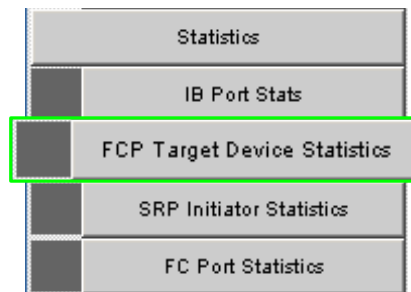 Statistics
IB Port Stats
FCP Target Device Statistics
SRP Initiator Statistics
FC Port Statistics